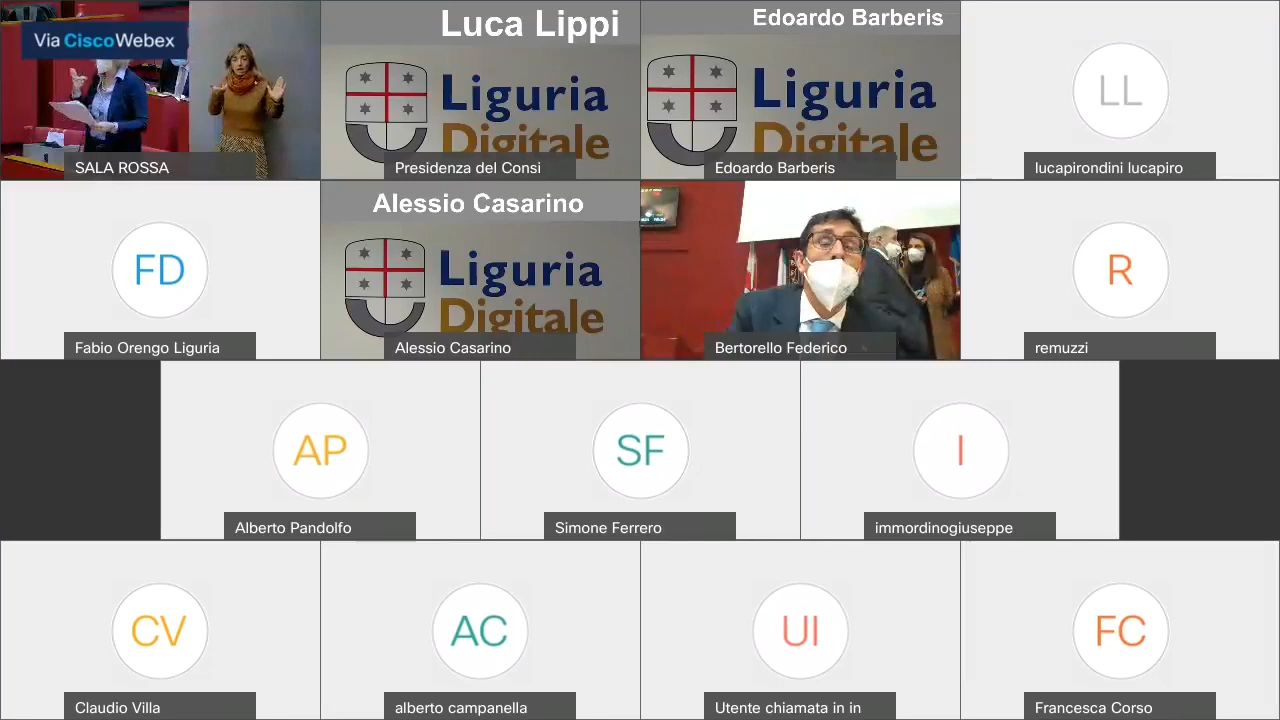 Via Cisco Webex
SALA ROSSA
Luca Lippi
Liguria
Digitale
Presidenza del Consi
Edoardo Barberis
Liguria
Digitale
Edoardo Barberis
LL
lucapirondini lucapiro
FD
Fabio Orengo Liguria
Alessio Casarino
Liguria
Digitale
Alessio Casarino
Bertorello Federico
R
remuzzi
AP
Alberto Pandolfo
SF
Simone Ferrero
I
immordinogiuseppe
CV
Claudio Villa
AC
alberto campanella
UI
Utente chiamata in in
FC
Francesca Corso